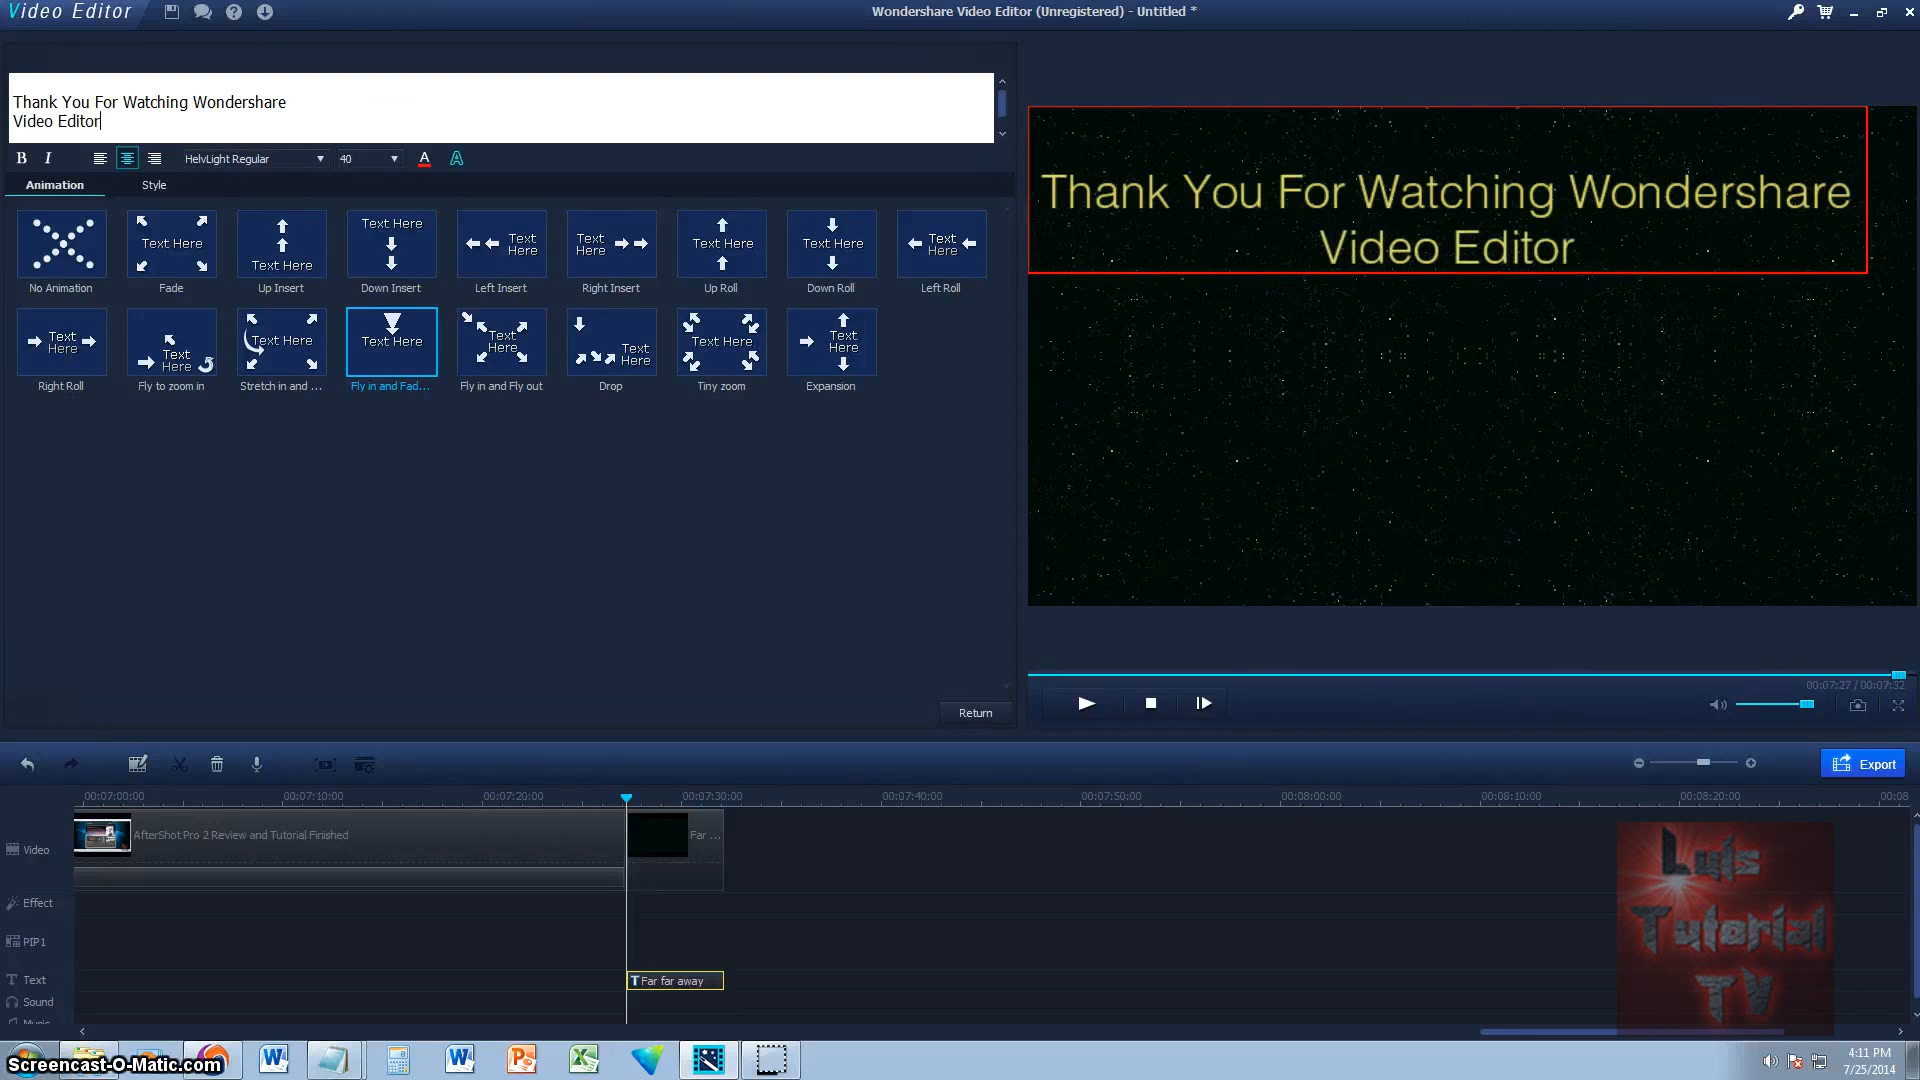 Video Editor
Wondershare Video Editor (Unregistered) - Untitled *
Thank You For Watching Wondershare
Video Editor
B I HelvLight Regular 40 A A
Animation Style
Text Here
Text Here
Text Here
Text Here
Text Here
Text Here
Text Here
Text Here
No Animation Fade Up Insert Down Insert Left Insert Right Insert Up Roll Down Roll Left Roll
Text Here
Text Here
Text Here
Text Here
Text Here
Text Here
Text Here
Text Here
Right Roll Fly to zoom in Stretch in and ... Fly in and Fad... Fly in and Fly out Drop Tiny zoom Expansion
Return
Thank You For Watching Wondershare
Video Editor
00:07:27 / 00:07:32
Export
00:07:00:00 00:07:10:00 00:07:20:00 00:07:30:00 00:07:40:00 00:07:50:00 00:08:00:00 00:08:10:00 00:08:20:00 00:08
Video
AfterShot Pro 2 Review and Tutorial Finished
Far ...
Effect
PIP1
Text
T Far far away
Sound
Music
Luis
Tutorial
TV
Screencast-O-Matic.com
4:11 PM
7/25/2014